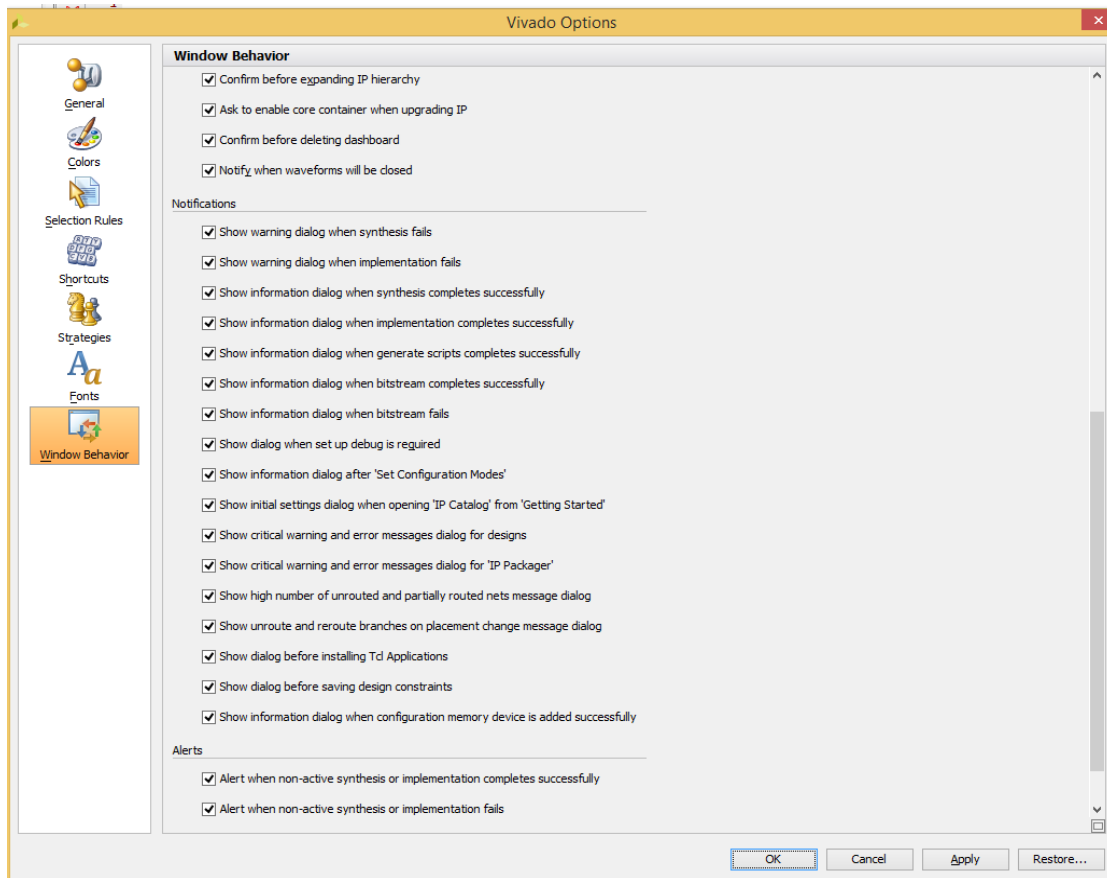 Vivado Options
General
Colors
Selection Rules
Shortcuts
Strategies
Fonts
Window Behavior
Window Behavior
Confirm before expanding IP hierarchy
Ask to enable core container when upgrading IP
Confirm before deleting dashboard
Notify when waveforms will be closed
Notifications
Show warning dialog when synthesis fails
Show warning dialog when implementation fails
Show information dialog when synthesis completes successfully
Show information dialog when implementation completes successfully
Show information dialog when generate scripts completes successfully
Show information dialog when bitstream completes successfully
Show information dialog when bitstream fails
Show dialog when set up debug is required
Show information dialog after 'Set Configuration Modes'
Show initial settings dialog when opening 'IP Catalog' from 'Getting Started'
Show critical warning and error messages dialog for designs
Show critical warning and error messages dialog for 'IP Packager'
Show high number of unrouted and partially routed nets message dialog
Show unroute and reroute branches on placement change message dialog
Show dialog before installing Tcl Applications
Show dialog before saving design constraints
Show information dialog when configuration memory device is added successfully
Alerts
Alert when non-active synthesis or implementation completes successfully
Alert when non-active synthesis or implementation fails
OK Cancel Apply Restore...